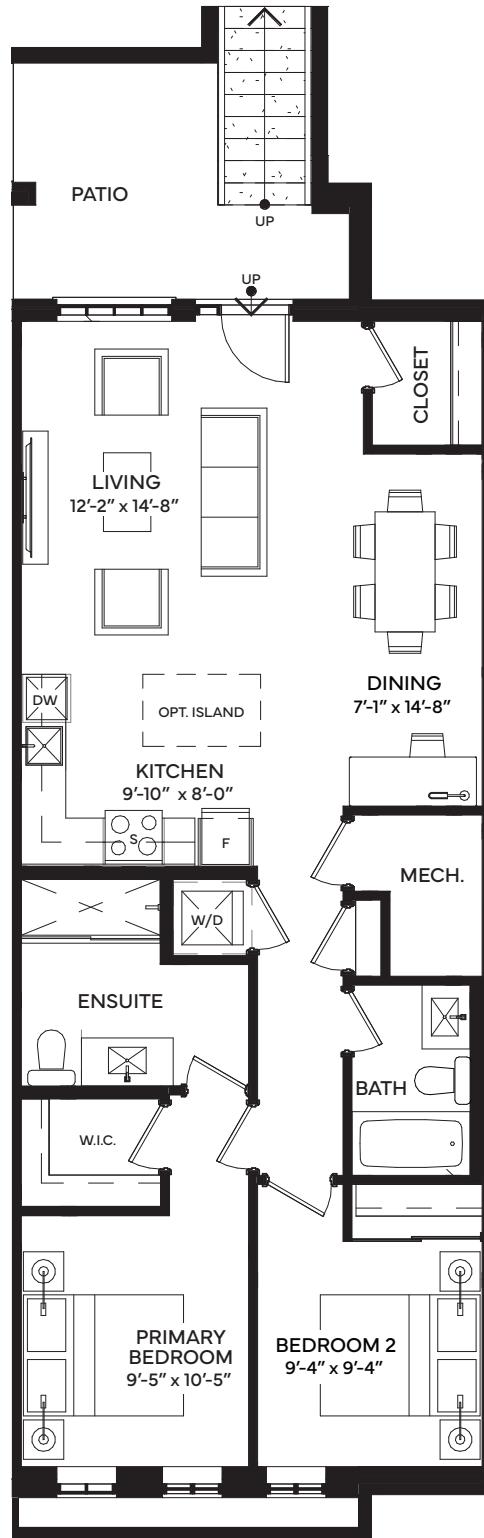 PATIO
UP
UP
CLOSET
LIVING
12'-2" x 14'-8"
DINING
7'-1" x 14'-8"
DW
OPT. ISLAND
KITCHEN
9'-10" x 8'-0"
S
F
MECH.
W/D
ENSUITE
BATH
W.I.C.
PRIMARY
BEDROOM
9'-5" x 10'-5"
BEDROOM 2
9'-4" x 9'-4"